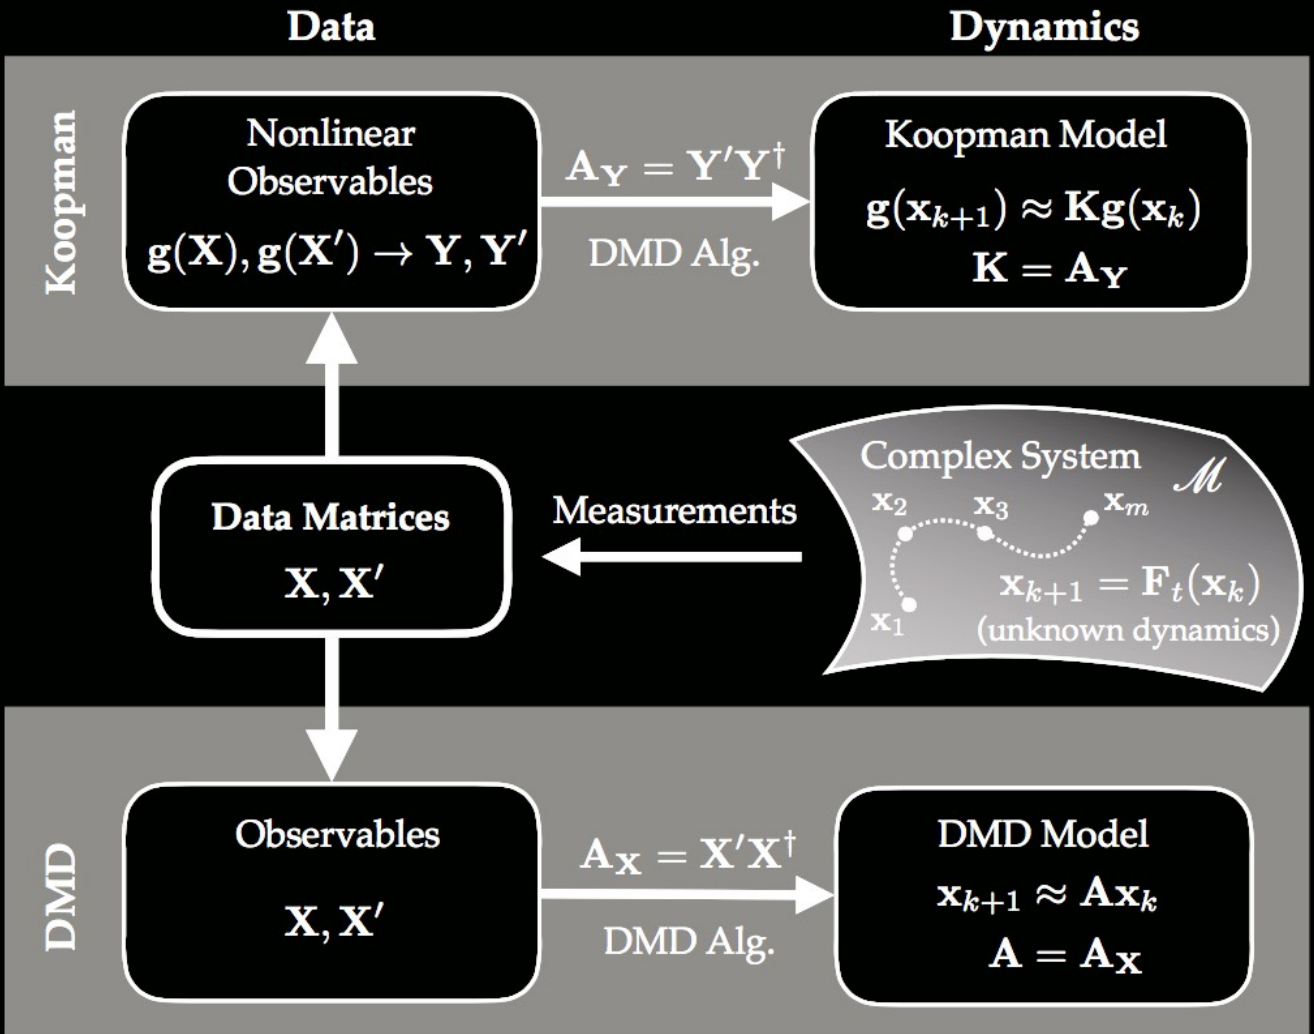 Data
Dynamics
Koopman
Nonlinear
Observables
g(X), g(X′) → Y, Y′
A_Y = Y′Y†
DMD Alg.
Koopman Model
g(x_{k+1}) ≈ Kg(x_k)
K = A_Y
Data Matrices
X, X′
Measurements
Complex System
ℳ
x_2
x_3
x_m
x_{k+1} = F_t(x_k)
x_1
(unknown dynamics)
DMD
Observables
X, X′
A_X = X′X†
DMD Alg.
DMD Model
x_{k+1} ≈ Ax_k
A = A_X